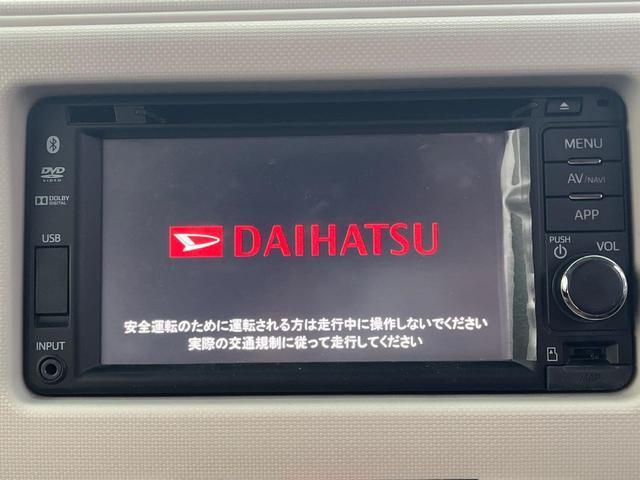 DVD
VIDEO
DOLBY
DIGITAL
USB
INPUT
DAIHATSU
安全運転のために運転される方は走行中に操作しないでください
実際の交通規制に従って走行してください
MENU
AV/NAVI
APP
PUSH
VOL
MAP